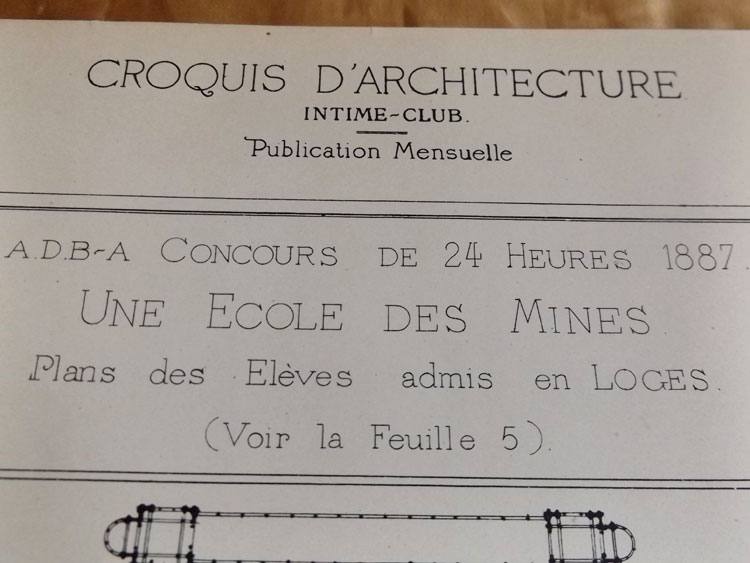 CROQUIS D'ARCHITECTURE
INTIME-CLUB.
Publication Mensuelle
A.D.B-A CONCOURS DE 24 HEURES 1887.
UNE ECOLE DES MINES
Plans des Elèves admis en LOGES.
(Voir la Feuille 5).